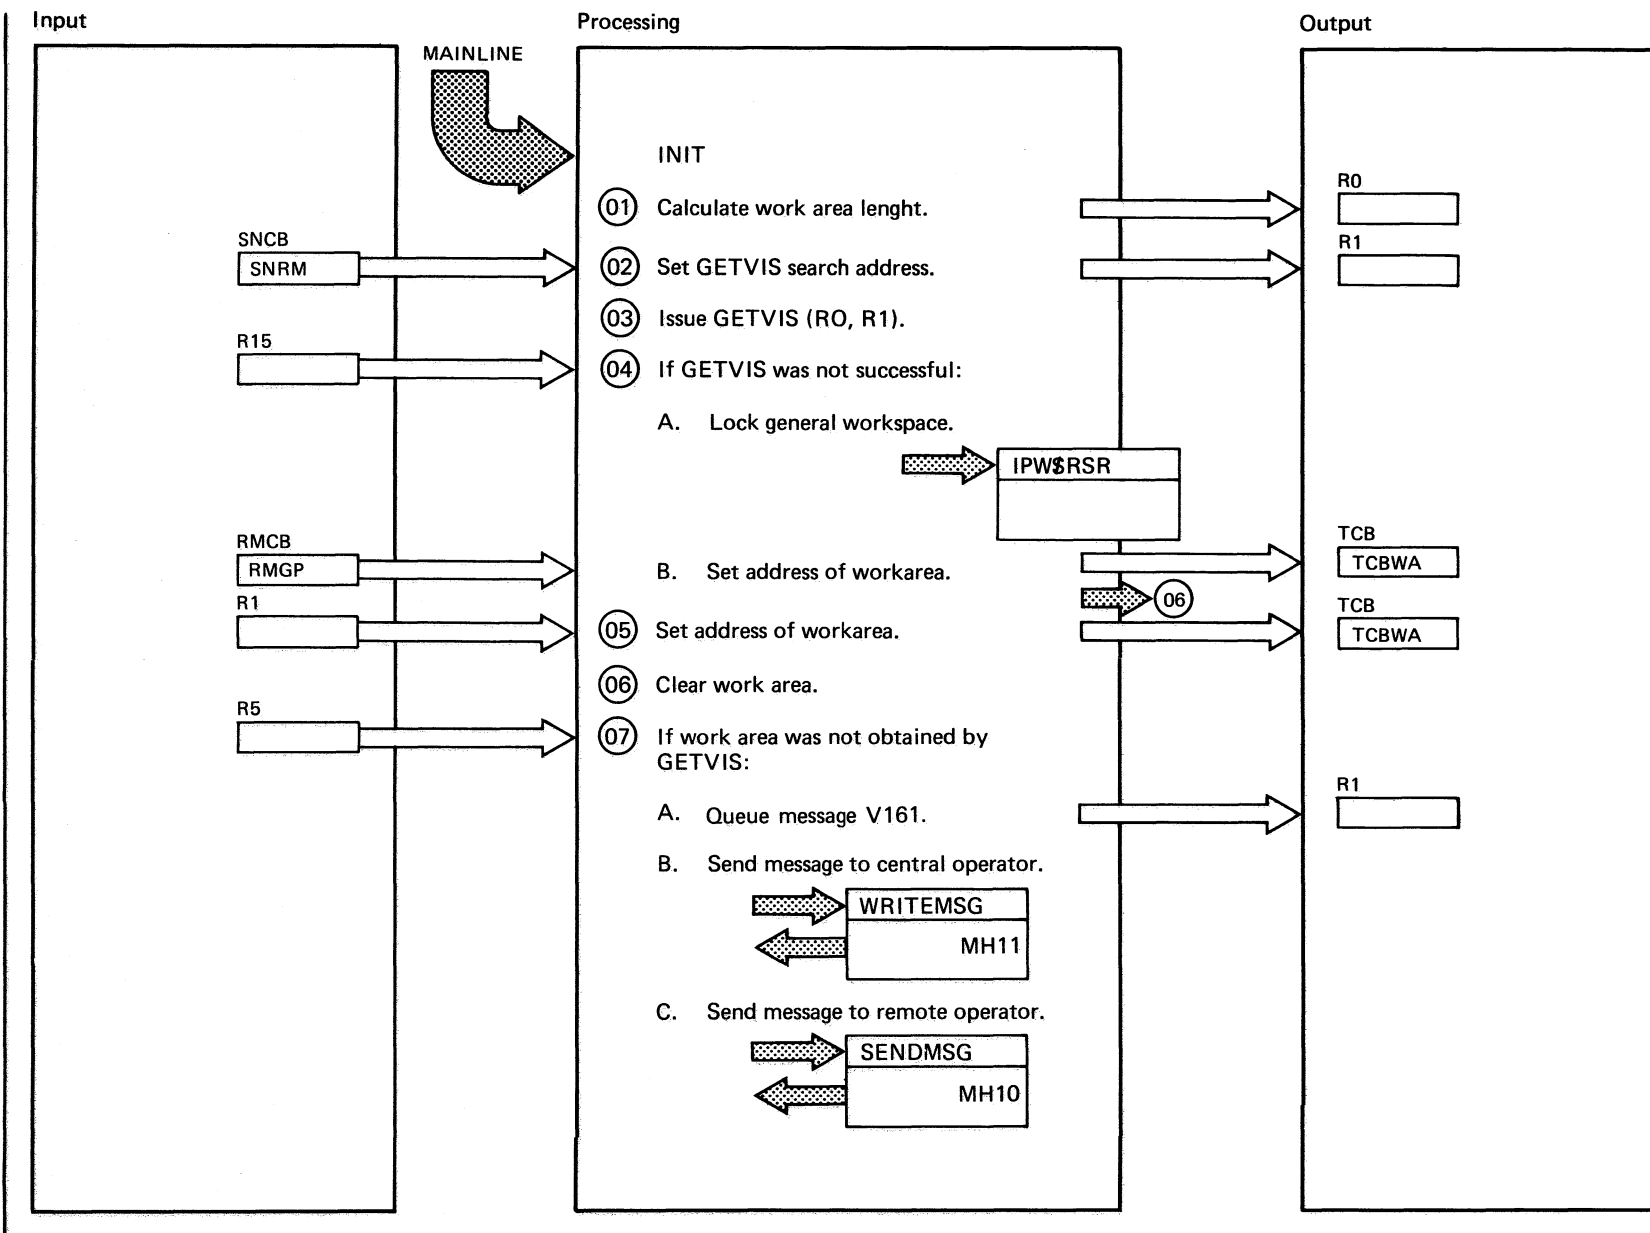 Input
Processing
Output
MAINLINE
INIT
01 Calculate work area lenght.
R0
SNCB
SNRM
02 Set GETVIS search address.
R1
03 Issue GETVIS (R0, R1).
R15
04 If GETVIS was not successful:
A. Lock general workspace.
IPW$RSR
RMCB
RMGP
B. Set address of workarea.
TCB
TCBWA
06
R1
05 Set address of workarea.
TCB
TCBWA
06 Clear work area.
R5
07 If work area was not obtained by
GETVIS:
A. Queue message V161.
R1
B. Send message to central operator.
WRITEMSG
MH11
C. Send message to remote operator.
SENDMSG
MH10